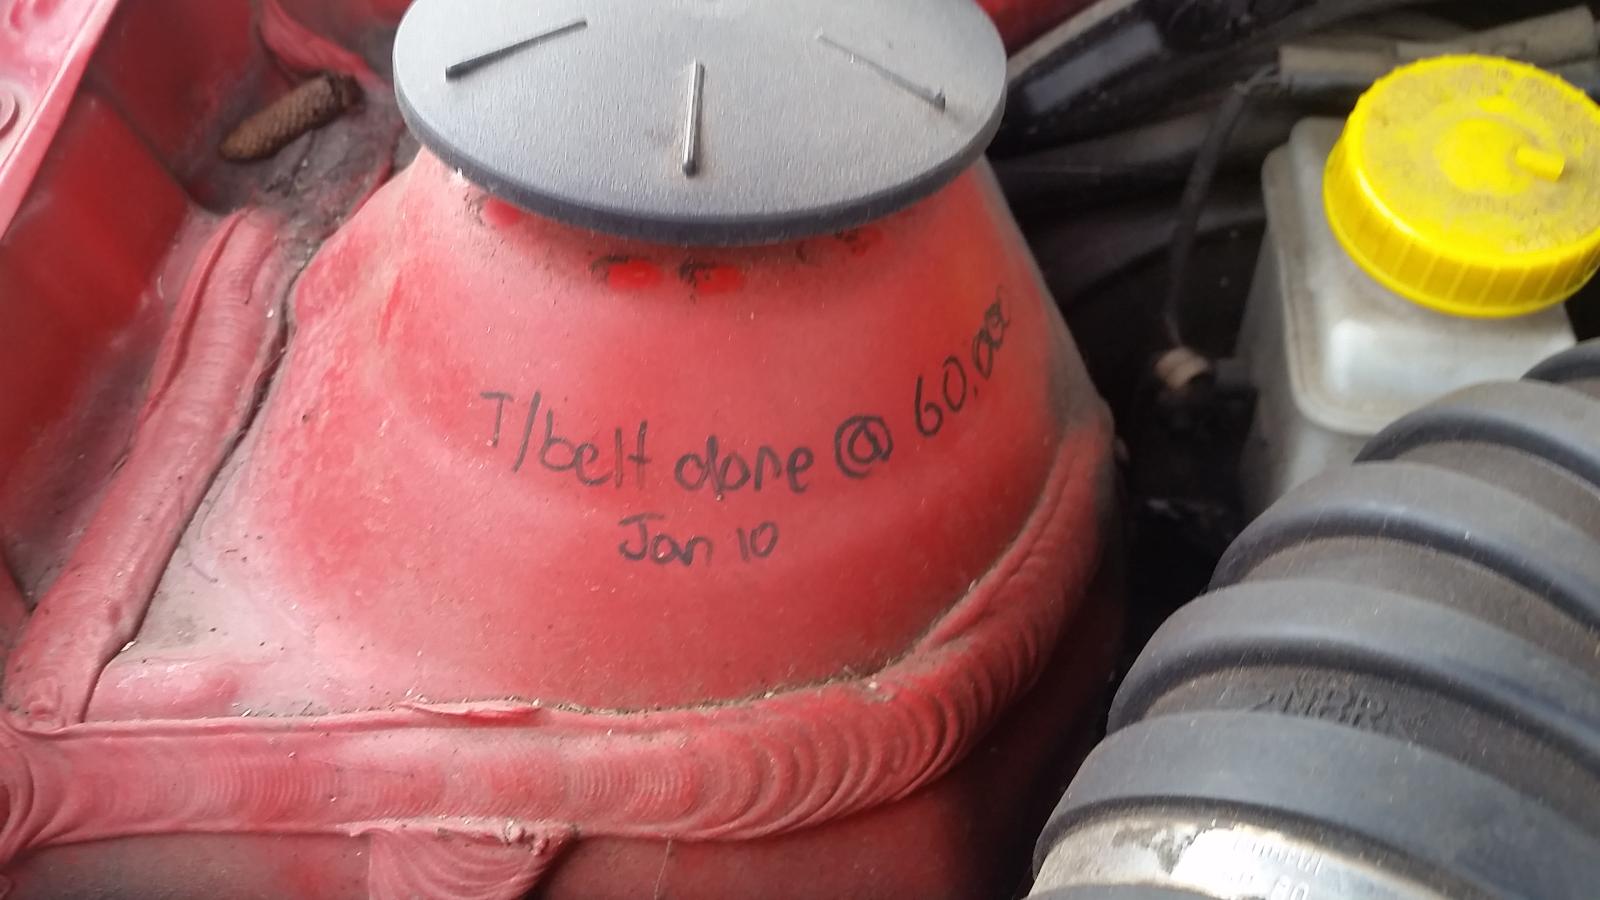 T/belt done @ 60,000
Jan 10